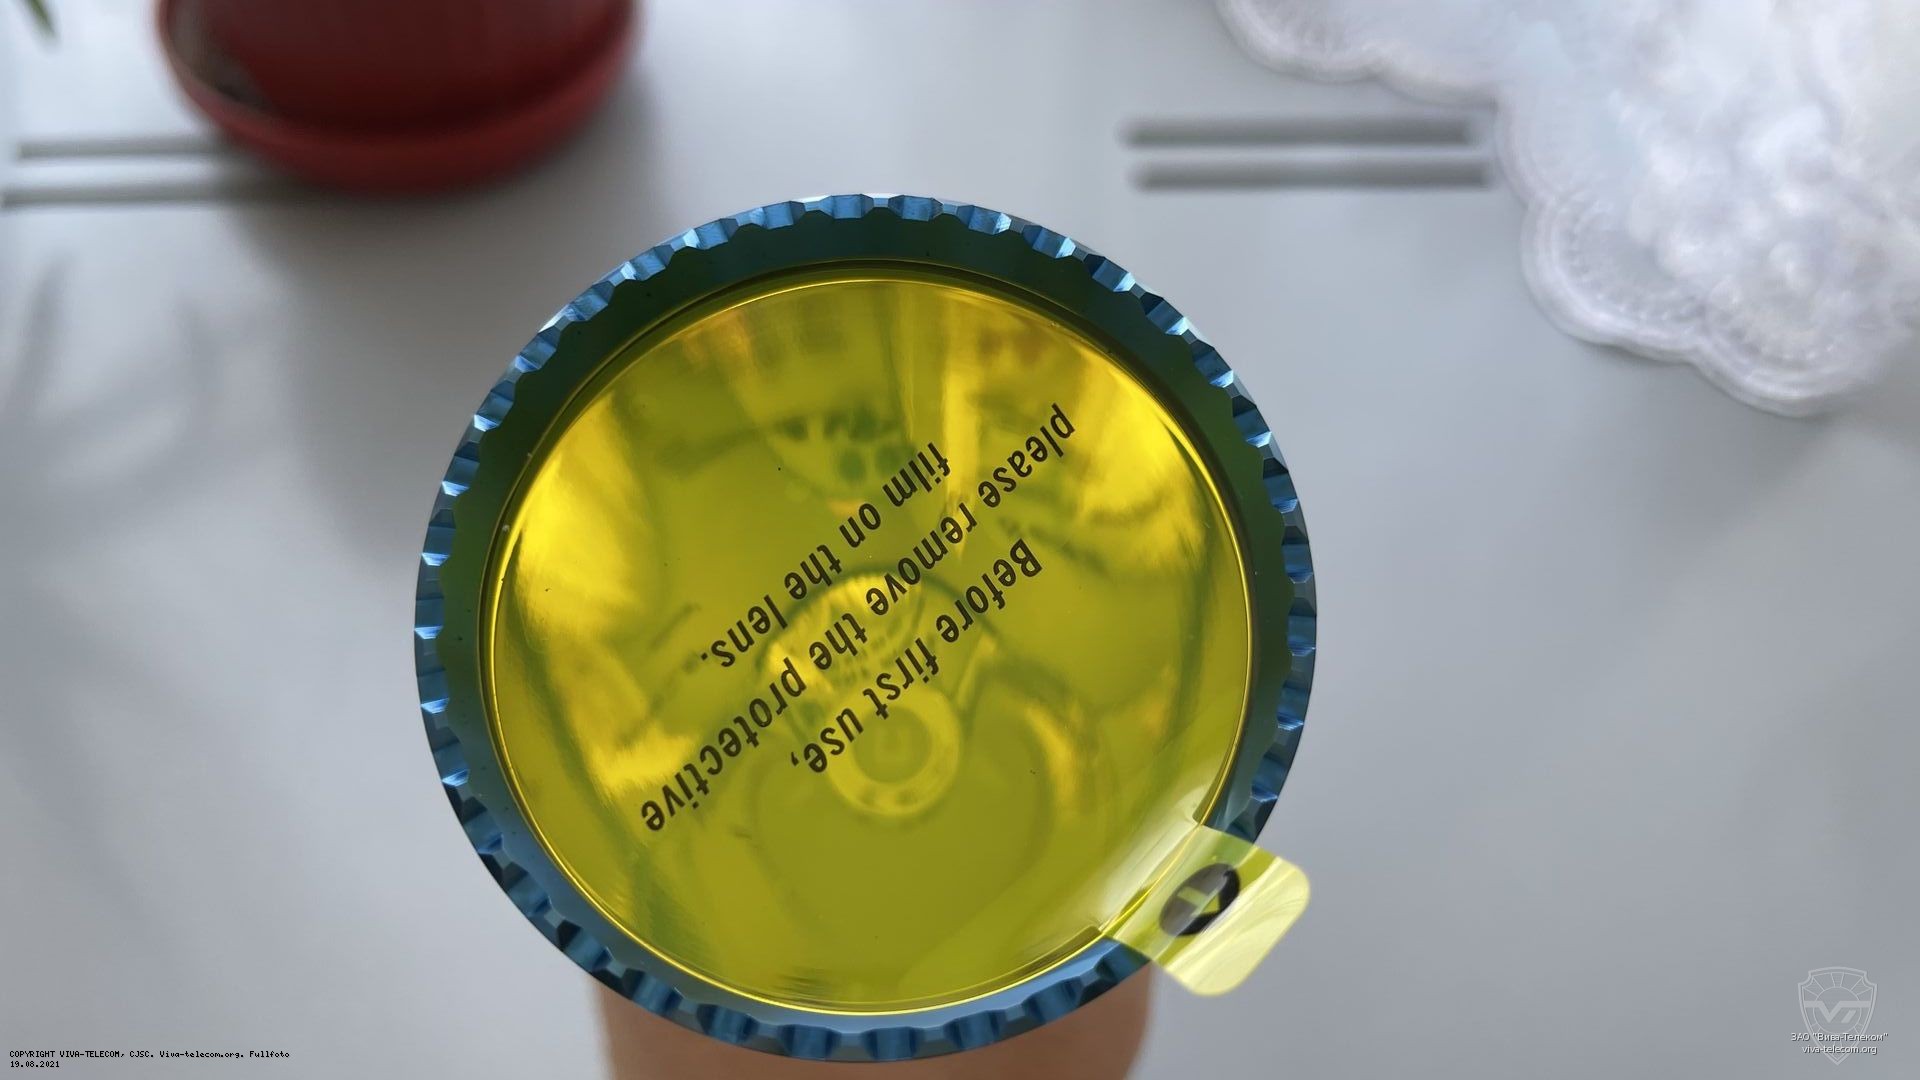 Before first use,
please remove the protective
film on the lens.
COPYRIGHT VIVA-TELECOM, CJSC. Viva-telecom.org. Fullfoto
19.08.2021
ЗАО "Вива-Телеком"
viva-telecom.org